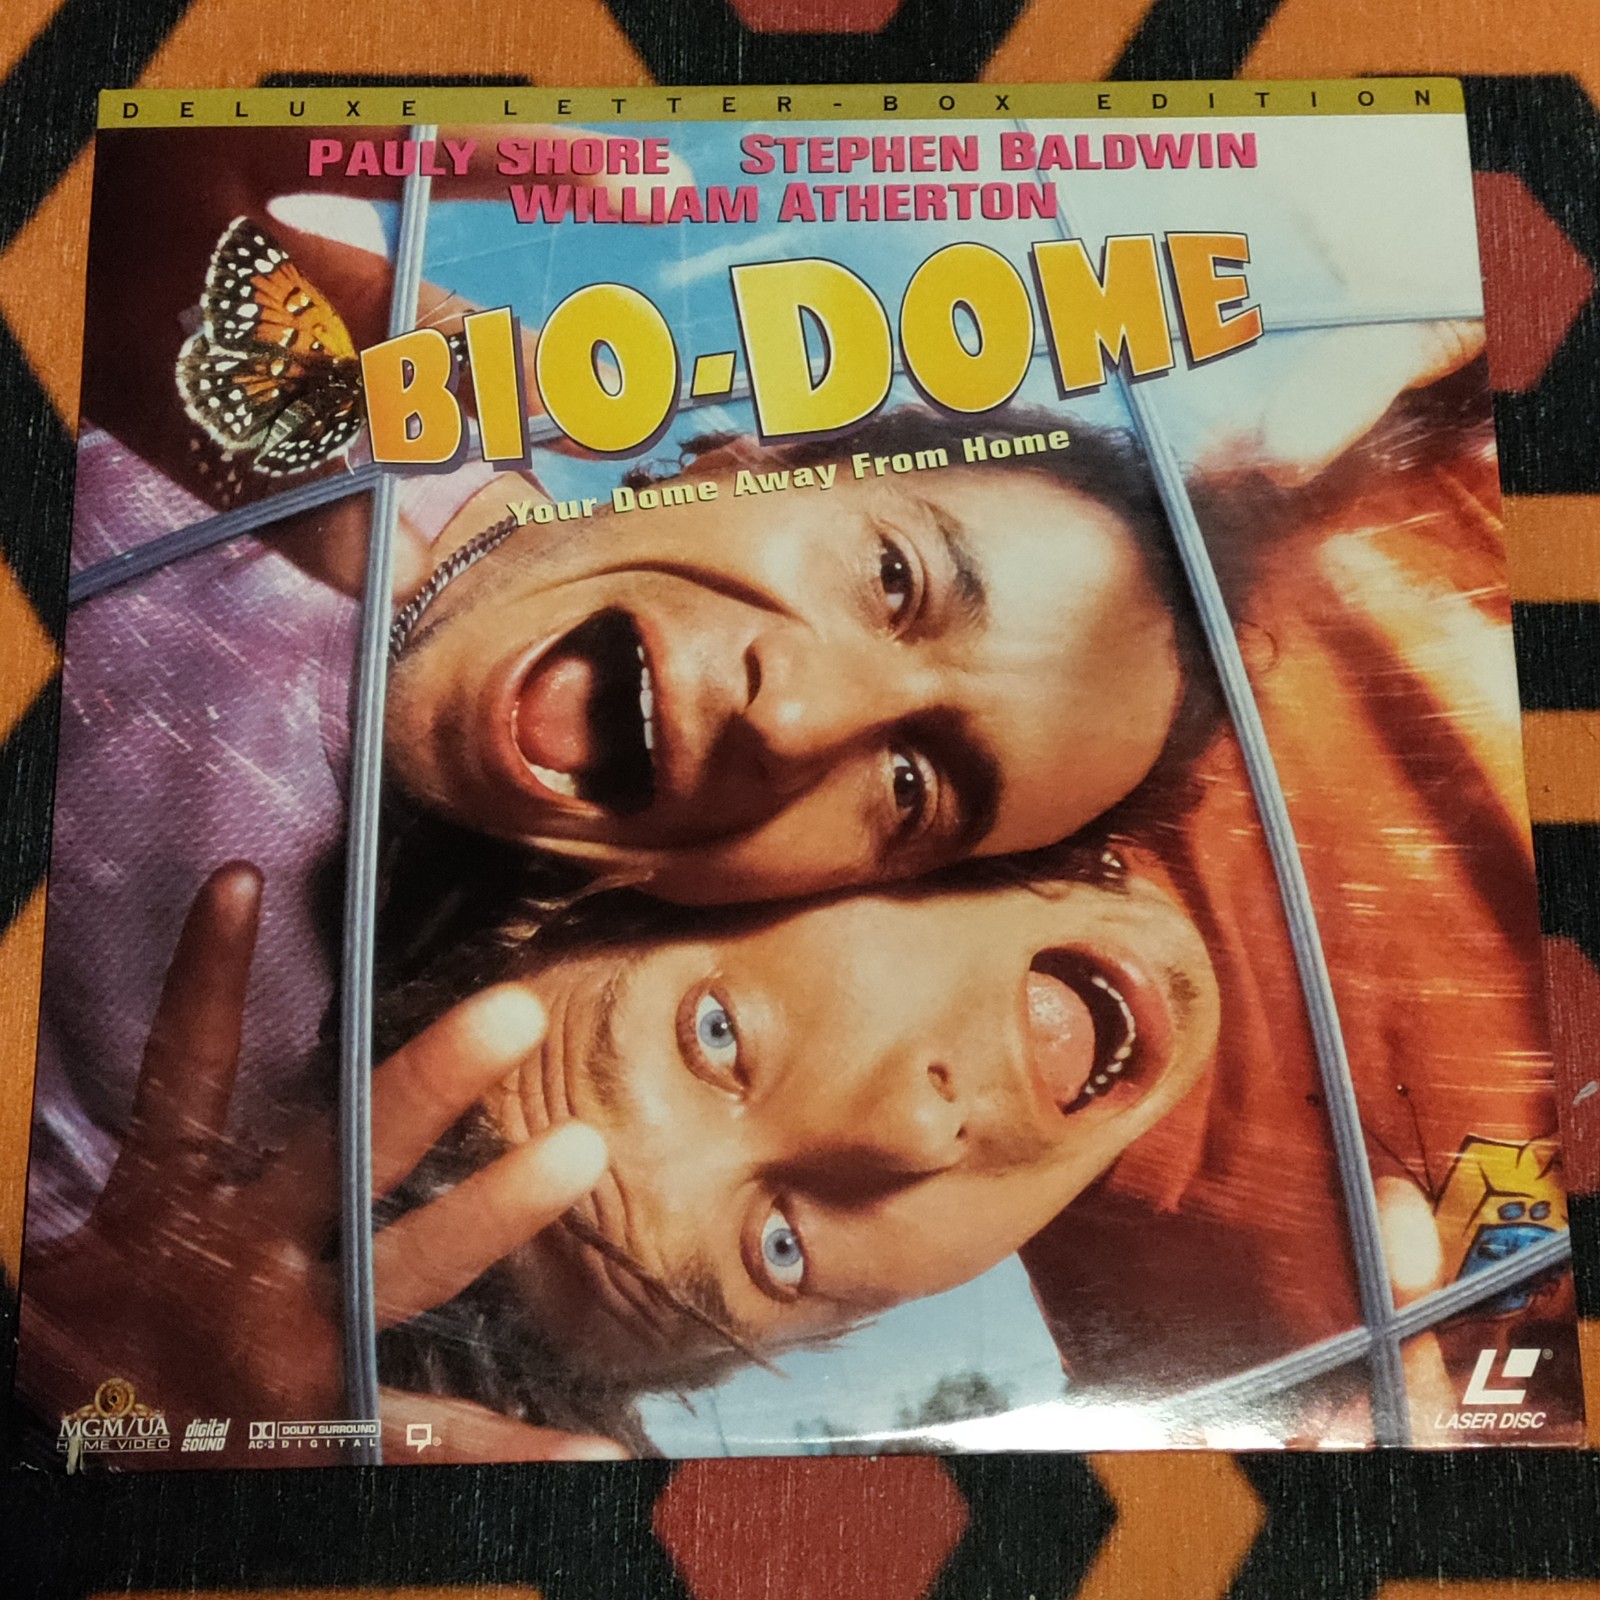 DELUXE LETTER-BOX EDITION
PAULY SHORE STEPHEN BALDWIN
WILLIAM ATHERTON
BIO-DOME
Your Dome Away From Home
MGM/UA
HOME VIDEO
digital
SOUND
DOLBY SURROUND
AC-3 DIGITAL
LASER DISC